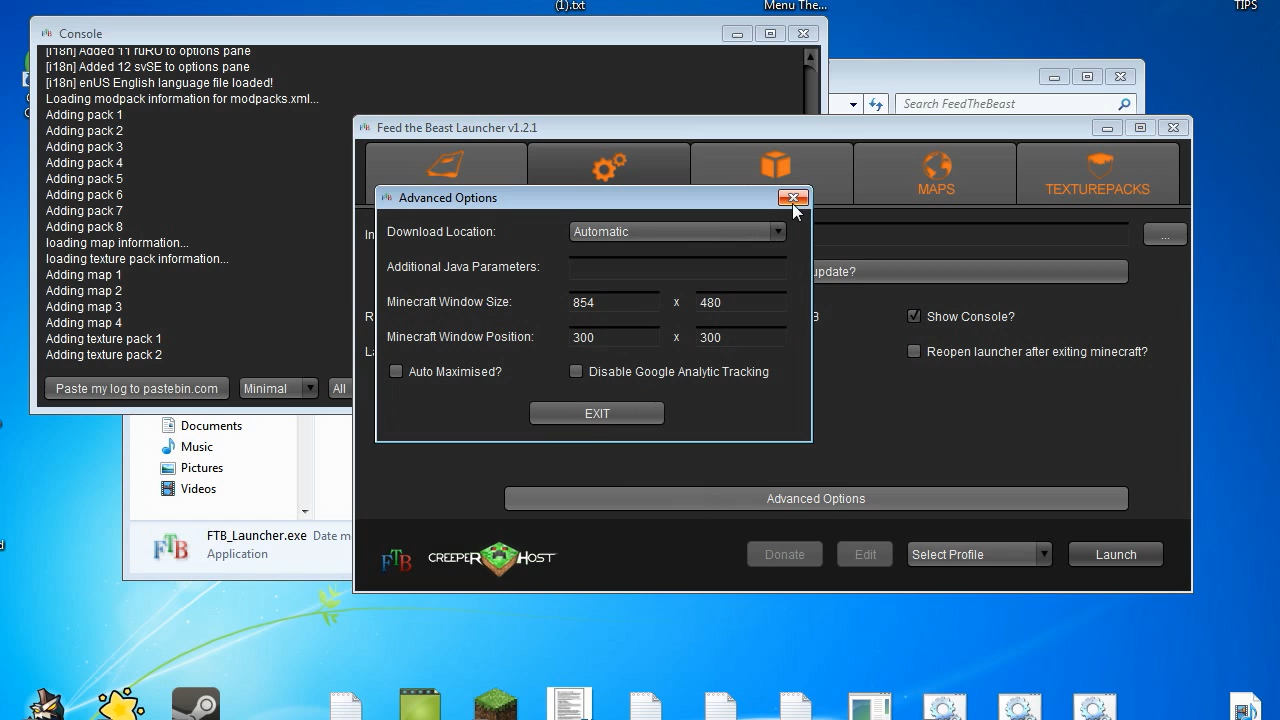 (1).txt
Menu The...
TIPS
Console
[i18n] Added 11 ruRU to options pane
[i18n] Added 12 svSE to options pane
[i18n] enUS English language file loaded!
Loading modpack information for modpacks.xml...
Adding pack 1
Adding pack 2
Adding pack 3
Adding pack 4
Adding pack 5
Adding pack 6
Adding pack 7
Adding pack 8
loading map information...
loading texture pack information...
Adding map 1
Adding map 2
Adding map 3
Adding map 4
Adding texture pack 1
Adding texture pack 2
Paste my log to pastebin.com
Minimal
All
Search FeedTheBeast
Feed the Beast Launcher v1.2.1
MAPS
TEXTUREPACKS
...
update?
Show Console?
Reopen launcher after exiting minecraft?
Advanced Options
Download Location:
Automatic
Additional Java Parameters:
Minecraft Window Size:
854 x 480
Minecraft Window Position:
300 x 300
Auto Maximised?
Disable Google Analytic Tracking
EXIT
Advanced Options
FTB
CREEPER HOST
Donate
Edit
Select Profile
Launch
Documents
Music
Pictures
Videos
FTB
FTB_Launcher.exe
Date m
Application